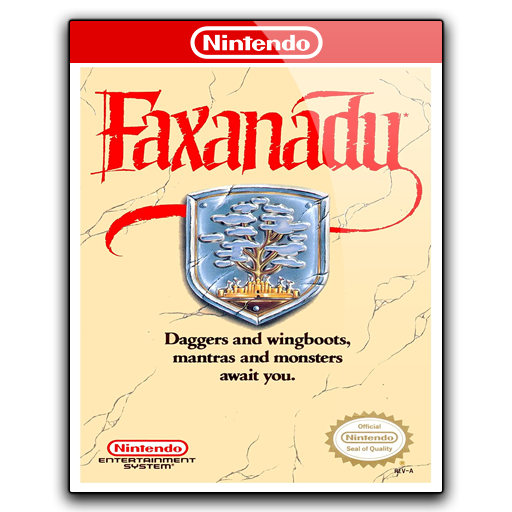 Nintendo
Faxanadu
Daggers and wingboots,
mantras and monsters
await you.
Nintendo
ENTERTAINMENT
SYSTEM®
Official
Nintendo
Seal of Quality
REV-A